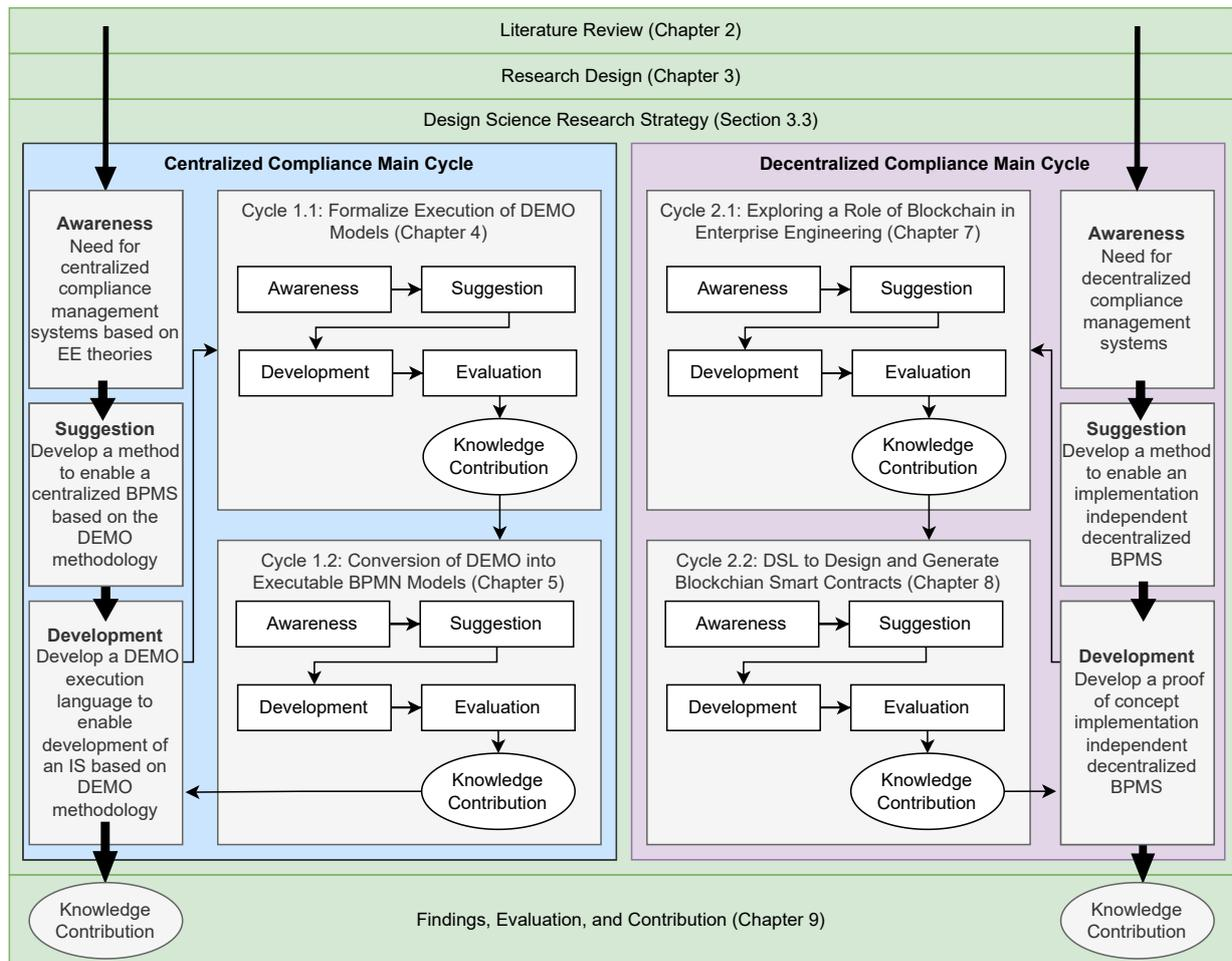 Literature Review (Chapter 2)
Research Design (Chapter 3)
Design Science Research Strategy (Section 3.3)
Centralized Compliance Main Cycle
Awareness
Need for
centralized
compliance
management
systems based on
EE theories
Suggestion
Develop a method
to enable a
centralized BPMS
based on the
DEMO
methodology
Development
Develop a DEMO
execution
language to
enable
development of
an IS based on
DEMO
methodology
Cycle 1.1: Formalize Execution of DEMO
Models (Chapter 4)
Awareness
Suggestion
Development
Evaluation
Knowledge
Contribution
Cycle 1.2: Conversion of DEMO into
Executable BPMN Models (Chapter 5)
Awareness
Suggestion
Development
Evaluation
Knowledge
Contribution
Decentralized Compliance Main Cycle
Cycle 2.1: Exploring a Role of Blockchain in
Enterprise Engineering (Chapter 7)
Awareness
Suggestion
Development
Evaluation
Knowledge
Contribution
Cycle 2.2: DSL to Design and Generate
Blockchian Smart Contracts (Chapter 8)
Awareness
Suggestion
Development
Evaluation
Knowledge
Contribution
Awareness
Need for
decentralized
compliance
management
systems
Suggestion
Develop a method
to enable an
implementation
independent
decentralized
BPMS
Development
Develop a proof
of concept
implementation
independent
decentralized
BPMS
Knowledge
Contribution
Findings, Evaluation, and Contribution (Chapter 9)
Knowledge
Contribution